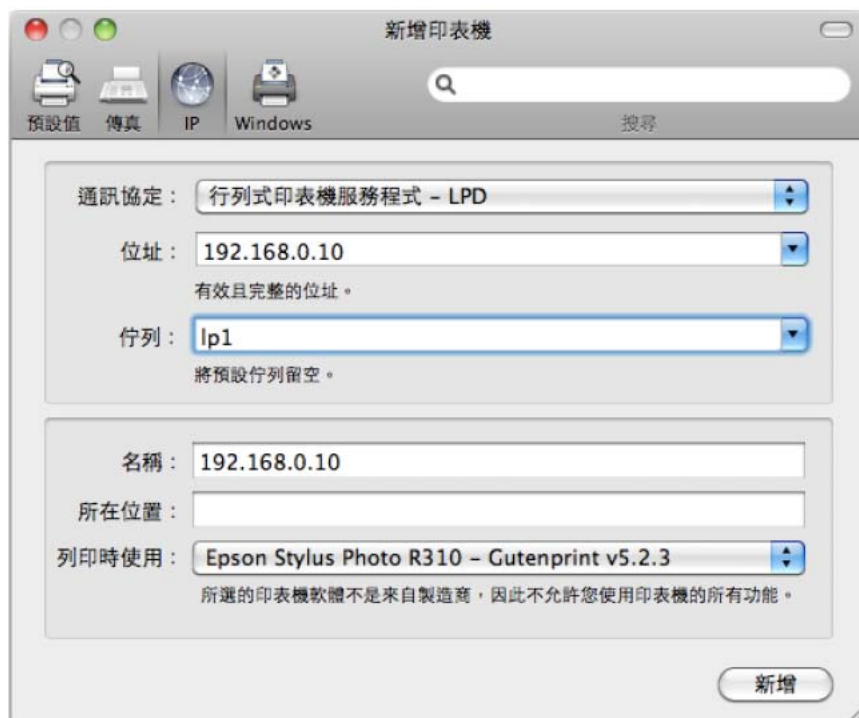 新增印表機
預設值 傳真 IP Windows
搜尋
通訊協定： 行列式印表機服務程式 – LPD
位址： 192.168.0.10
有效且完整的位址。
佇列： lp1
將預設佇列留空。
名稱： 192.168.0.10
所在位置：
列印時使用： Epson Stylus Photo R310 – Gutenprint v5.2.3
所選的印表機軟體不是來自製造商，因此不允許您使用印表機的所有功能。
新增